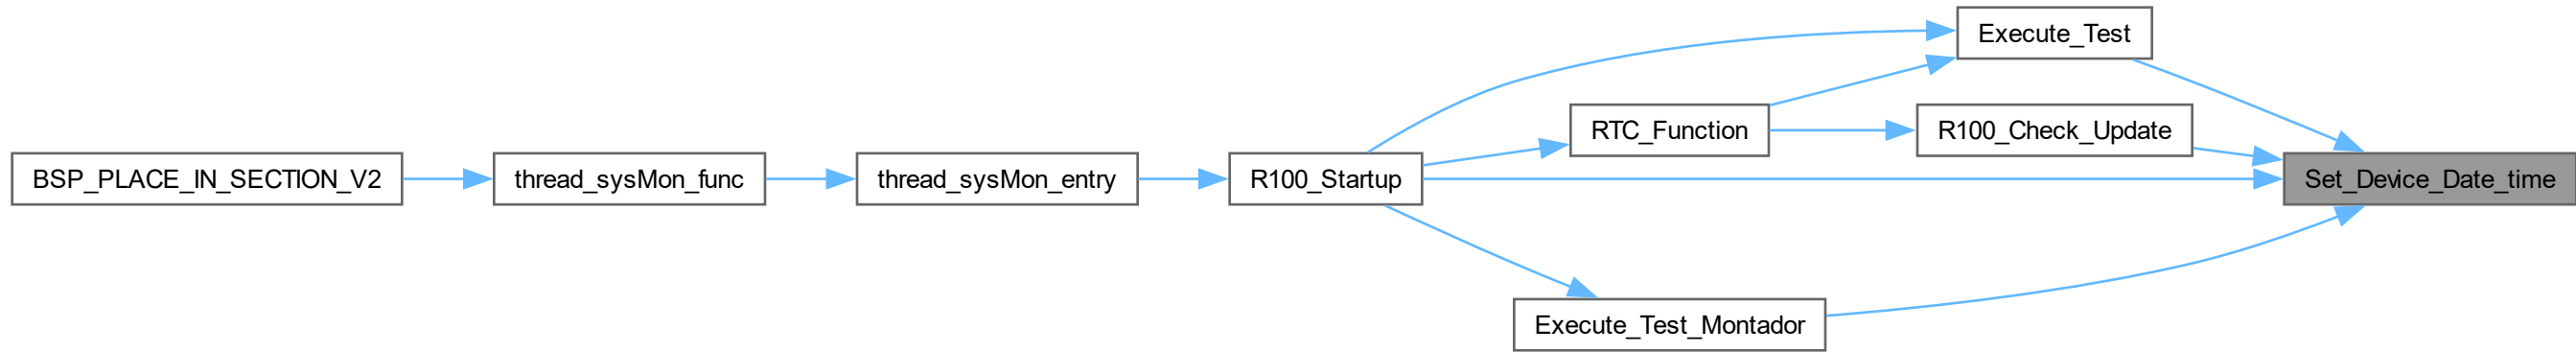 Execute_Test
RTC_Function
R100_Check_Update
BSP_PLACE_IN_SECTION_V2
thread_sysMon_func
thread_sysMon_entry
R100_Startup
Set_Device_Date_time
Execute_Test_Montador